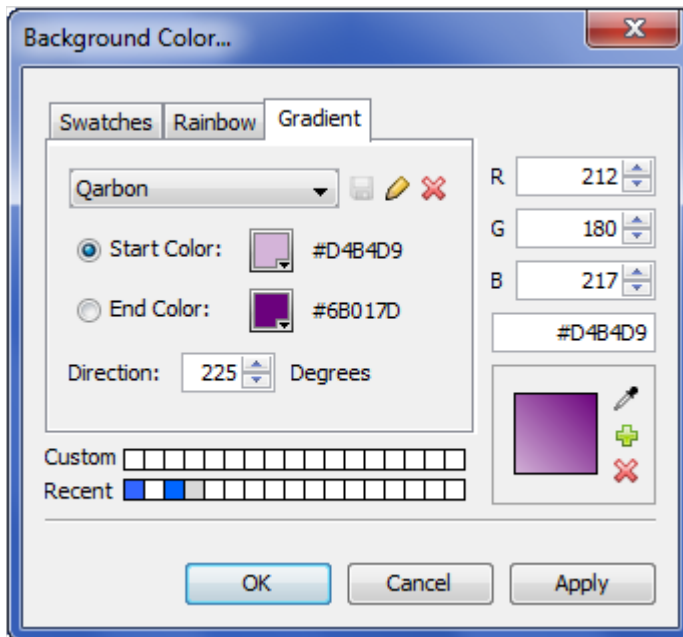 Background Color...
Swatches Rainbow Gradient
Qarbon
Start Color: #D4B4D9
End Color: #6B017D
Direction: 225 Degrees
R 212
G 180
B 217
#D4B4D9
Custom
Recent
OK Cancel Apply